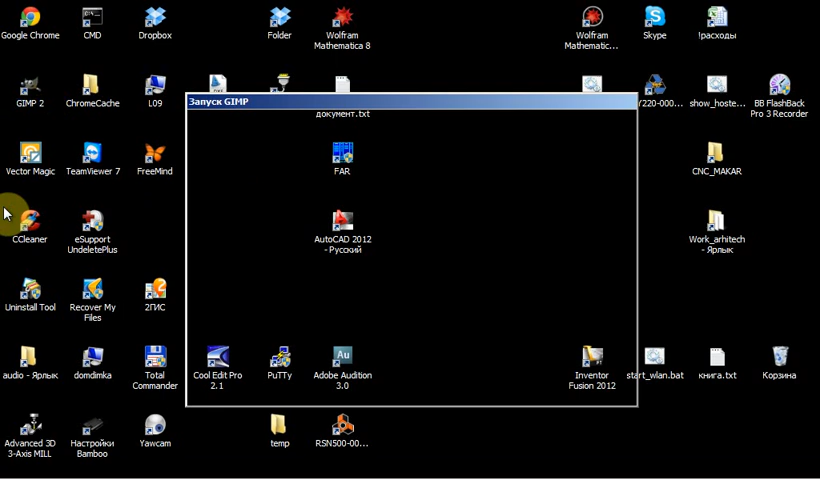 Google Chrome
CMD
Dropbox
Folder
Wolfram
Mathematica 8
Wolfram
Mathematic...
Skype
!расходы
GIMP 2
ChromeCache
L09
Запуск GIMP
документ.txt
Y220-000...
show_hoste...
BB FlashBack
Pro 3 Recorder
Vector Magic
TeamViewer 7
FreeMind
FAR
CNC_MAKAR
CCleaner
eSupport
UndeletePlus
AutoCAD 2012
- Русский
Work_arhitech
- Ярлык
Uninstall Tool
Recover My
Files
2ГИС
audio - Ярлык
domdimka
Total
Commander
Cool Edit Pro
2.1
PuTTy
Adobe Audition
3.0
Inventor
Fusion 2012
start_wlan.bat
книга.txt
Корзина
Advanced 3D
3-Axis MILL
Настройки
Bamboo
Yawcam
temp
RSN500-00...